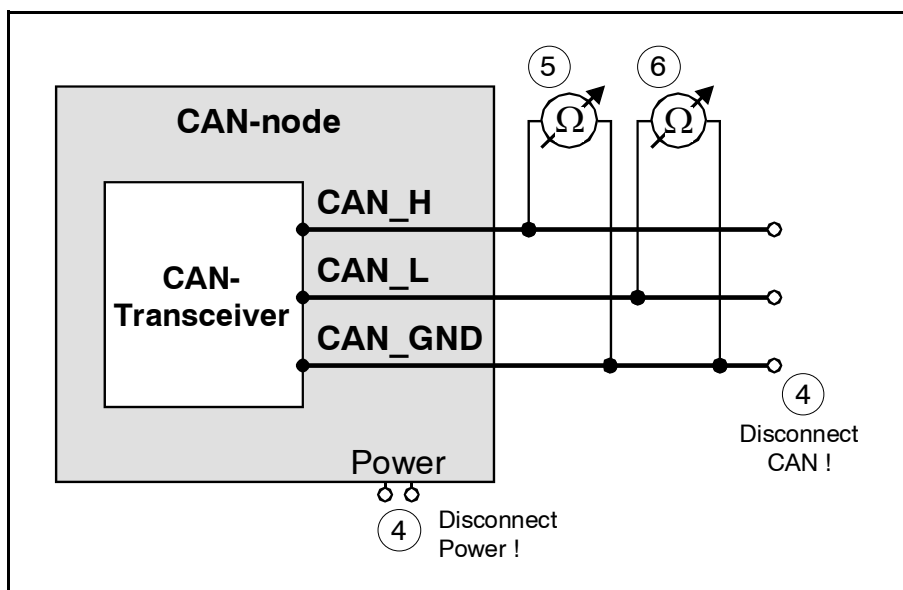 5
6
Ω
Ω
CAN-node
CAN_H
CAN_L
CAN-
Transceiver
CAN_GND
4
Disconnect
CAN !
Power
4
Disconnect
Power !